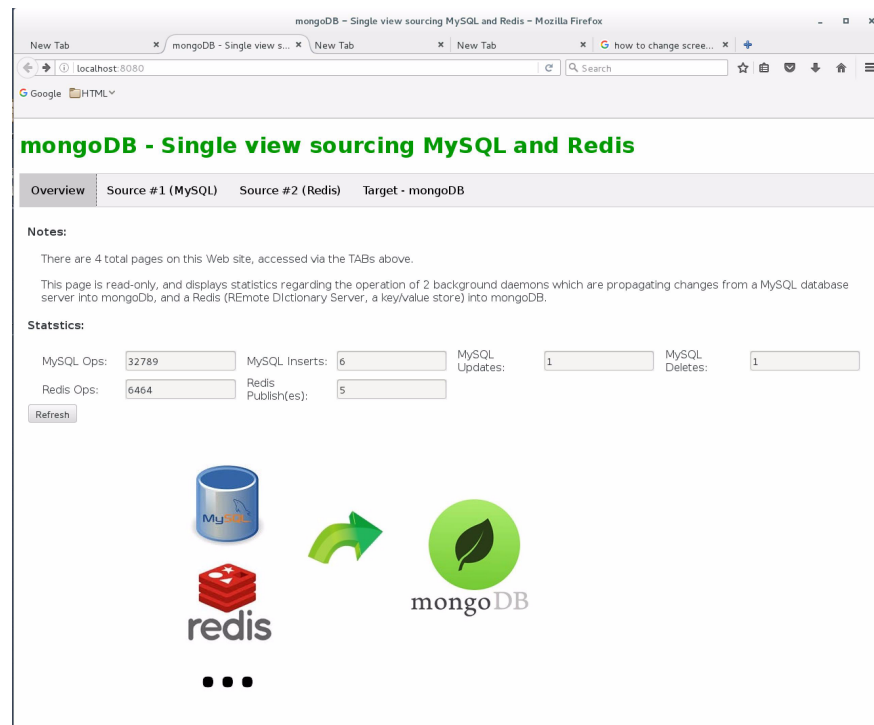 mongoDB - Single view sourcing MySQL and Redis - Mozilla Firefox
New Tab
mongoDB - Single view s...
New Tab
New Tab
how to change scree...
localhost:8080
Search
Google
HTML
mongoDB - Single view sourcing MySQL and Redis
Overview
Source #1 (MySQL)
Source #2 (Redis)
Target - mongoDB
Notes:
There are 4 total pages on this Web site, accessed via the TABs above.
This page is read-only, and displays statistics regarding the operation of 2 background daemons which are propagating changes from a MySQL database
server into mongoDb, and a Redis (REmote DIctionary Server, a key/value store) into mongoDB.
Statstics:
MySQL Ops: 32789 MySQL Inserts: 6 MySQL Updates: 1 MySQL Deletes: 1
Redis Ops: 6464 Redis Publish(es): 5
Refresh
MySQL
redis
mongoDB
...